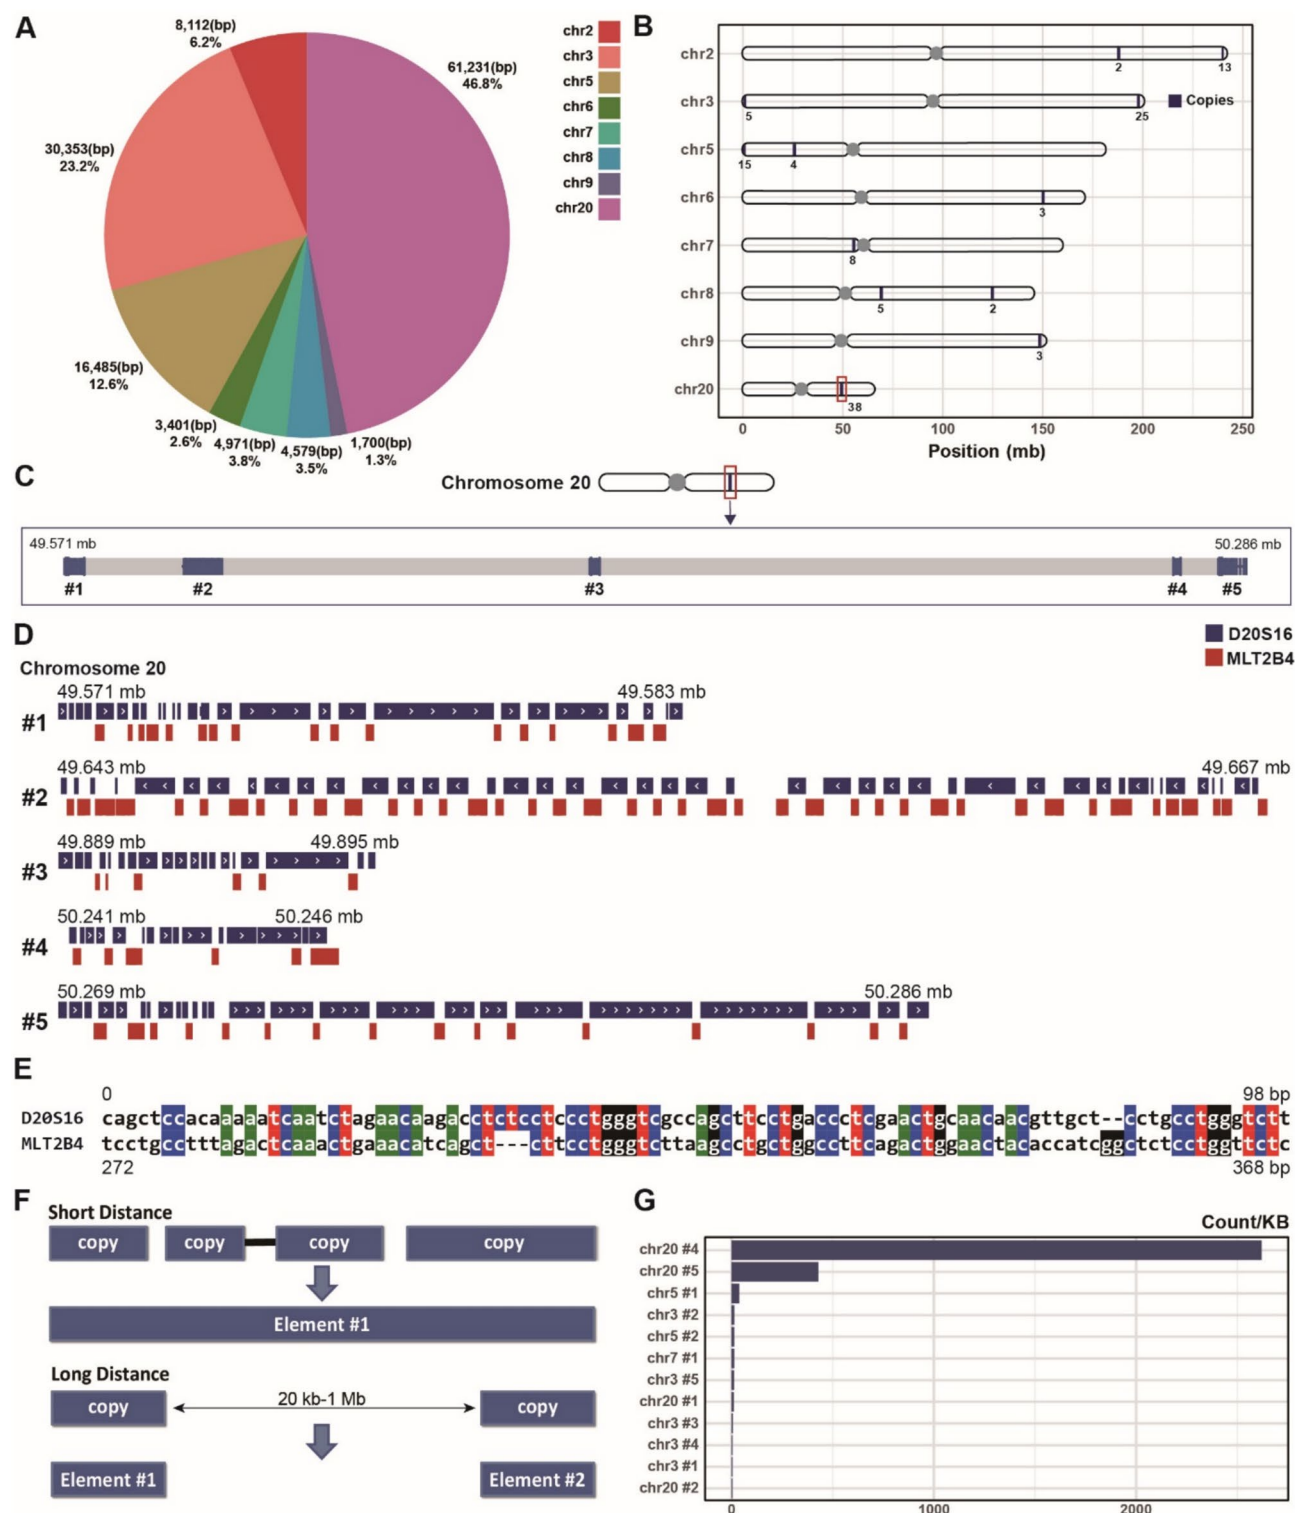 A
8,112(bp)
6.2%
61,231(bp)
46.8%
30,353(bp)
23.2%
16,485(bp)
12.6%
3,401(bp)
2.6%
4,971(bp)
3.8%
4,579(bp)
3.5%
1,700(bp)
1.3%
chr2
chr3
chr5
chr6
chr7
chr8
chr9
chr20
B
chr2
2
13
chr3
5
25
Copies
chr5
15
4
chr6
3
chr7
8
chr8
5
2
chr9
3
chr20
38
0
50
100
150
200
250
Position (mb)
C
Chromosome 20
49.571 mb
50.286 mb
#1
#2
#3
#4
#5
D
D20S16
MLT2B4
Chromosome 20
49.571 mb
49.583 mb
#1
49.643 mb
49.667 mb
#2
49.889 mb
49.895 mb
#3
50.241 mb
50.246 mb
#4
50.269 mb
50.286 mb
#5
E
0
98 bp
D20S16 cagctccacaaaaatcaatctagaacaagacctctcctccctgggtcgccagcttcctgaccctcgaactgcaacaacgttgct--cctgcctgggtctt
MLT2B4 tcctgcctttagactcaaactgaaacatcagct---cttcctgggtcttaagcctgctggccttcagactggaactacaccatcggctctcctggttctc
272
368 bp
F
Short Distance
copy
copy
copy
copy
Element #1
Long Distance
copy
20 kb-1 Mb
copy
Element #1
Element #2
G
Count/KB
chr20 #4
chr20 #5
chr5 #1
chr3 #2
chr5 #2
chr7 #1
chr3 #5
chr20 #1
chr3 #3
chr3 #4
chr3 #1
chr20 #2
0
1000
2000